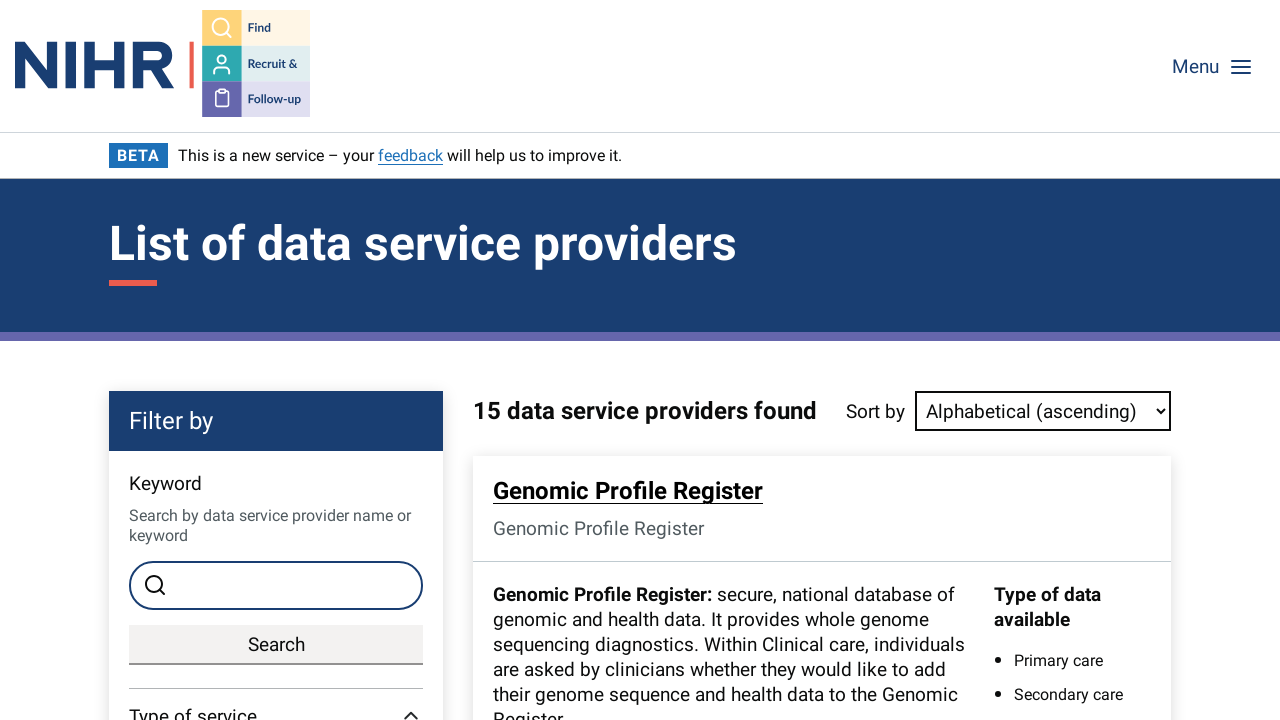 NIHR
Find
Recruit &
Follow-up
Menu
BETA This is a new service – your feedback will help us to improve it.
List of data service providers
Filter by
Keyword
Search by data service provider name or
keyword
Search
Type of service
15 data service providers found
Sort by Alphabetical (ascending)
Genomic Profile Register
Genomic Profile Register
Genomic Profile Register: secure, national database of
genomic and health data. It provides whole genome
sequencing diagnostics. Within Clinical care, individuals
are asked by clinicians whether they would like to add
their genome sequence and health data to the Genomic
Register.
Type of data
available
Primary care
Secondary care